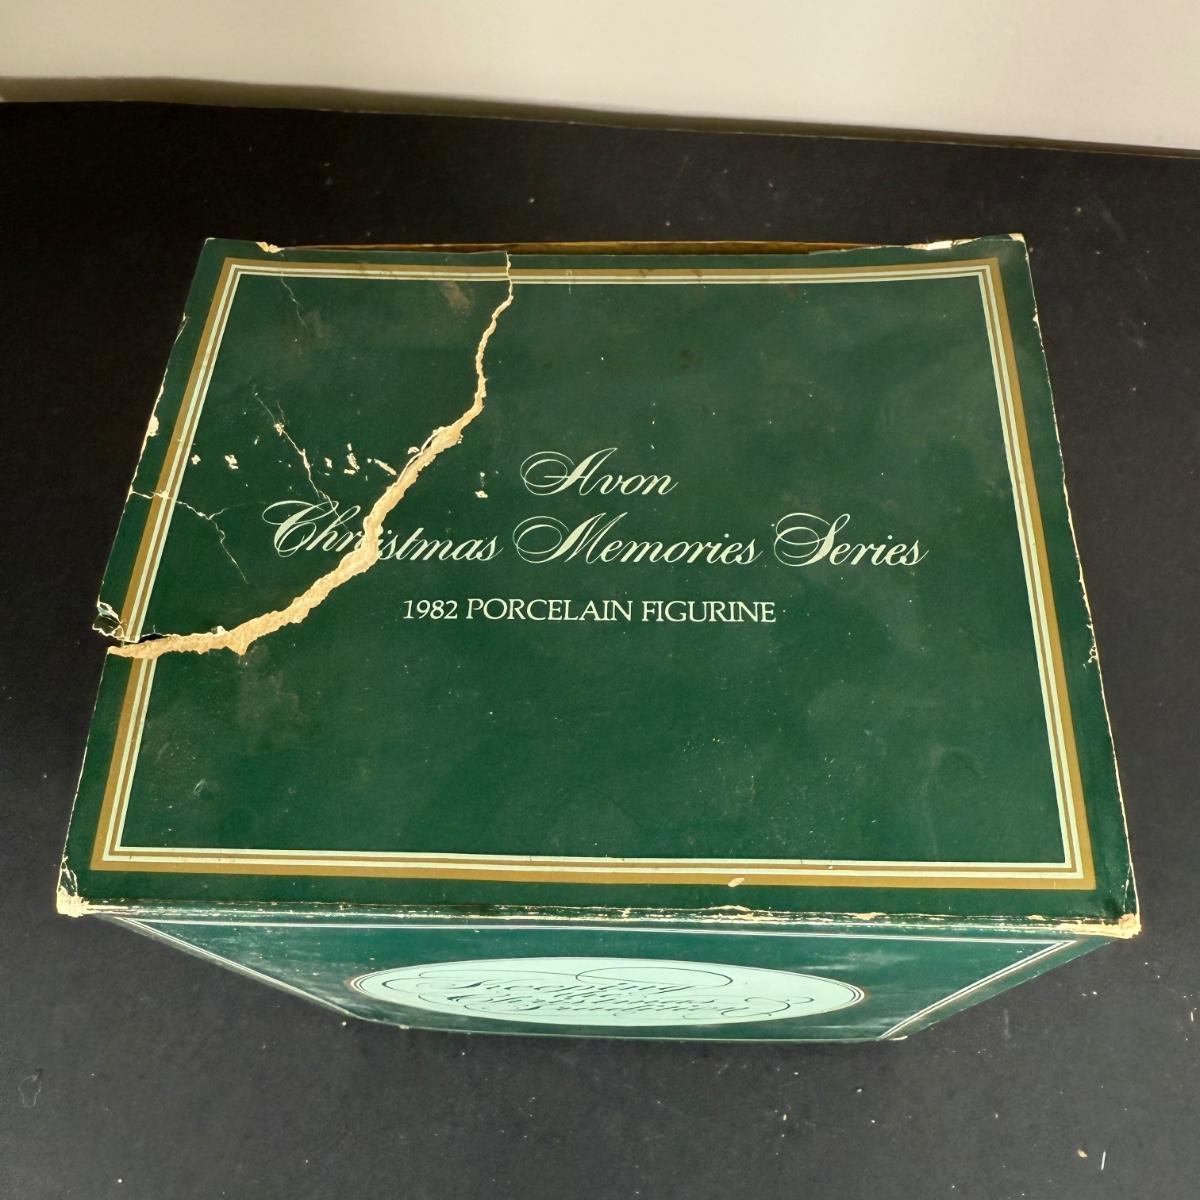 Avon
Christmas Memories Series
1982 PORCELAIN FIGURINE